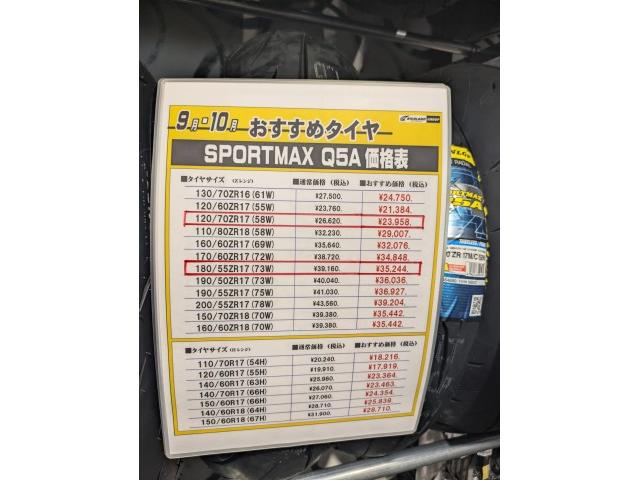 9月・10月 おすすめタイヤ
SPORTMAX Q5A 価格表
■タイヤサイズ (Zレンジ) ■通常価格 (税込) ■おすすめ価格 (税込)
130/70ZR16 (61W) ¥27,500. ¥24,750.
120/60ZR17 (55W) ¥23,760. ¥21,384.
120/70ZR17 (58W) ¥26,620. ¥23,958.
110/80ZR18 (58W) ¥32,230. ¥29,007.
160/60ZR17 (69W) ¥35,640. ¥32,076.
170/60ZR17 (72W) ¥38,720. ¥34,848.
180/55ZR17 (73W) ¥39,160. ¥35,244.
190/50ZR17 (73W) ¥40,040. ¥36,036.
190/55ZR17 (75W) ¥41,030. ¥36,927.
200/55ZR17 (78W) ¥43,560. ¥39,204.
150/70ZR18 (70W) ¥39,380. ¥35,442.
160/60ZR18 (70W) ¥39,380. ¥35,442.
■タイヤサイズ (Hレンジ) ■通常価格 (税込) ■おすすめ価格 (税込)
110/70R17 (54H) ¥20,240. ¥18,216.
120/60R17 (55H) ¥19,910. ¥17,919.
140/60R17 (63H) ¥25,960. ¥23,364.
140/70R17 (66H) ¥26,070. ¥23,463.
150/60R17 (66H) ¥27,060. ¥24,354.
140/60R18 (64H) ¥28,710. ¥25,839.
150/60R18 (67H) ¥31,900. ¥28,710.